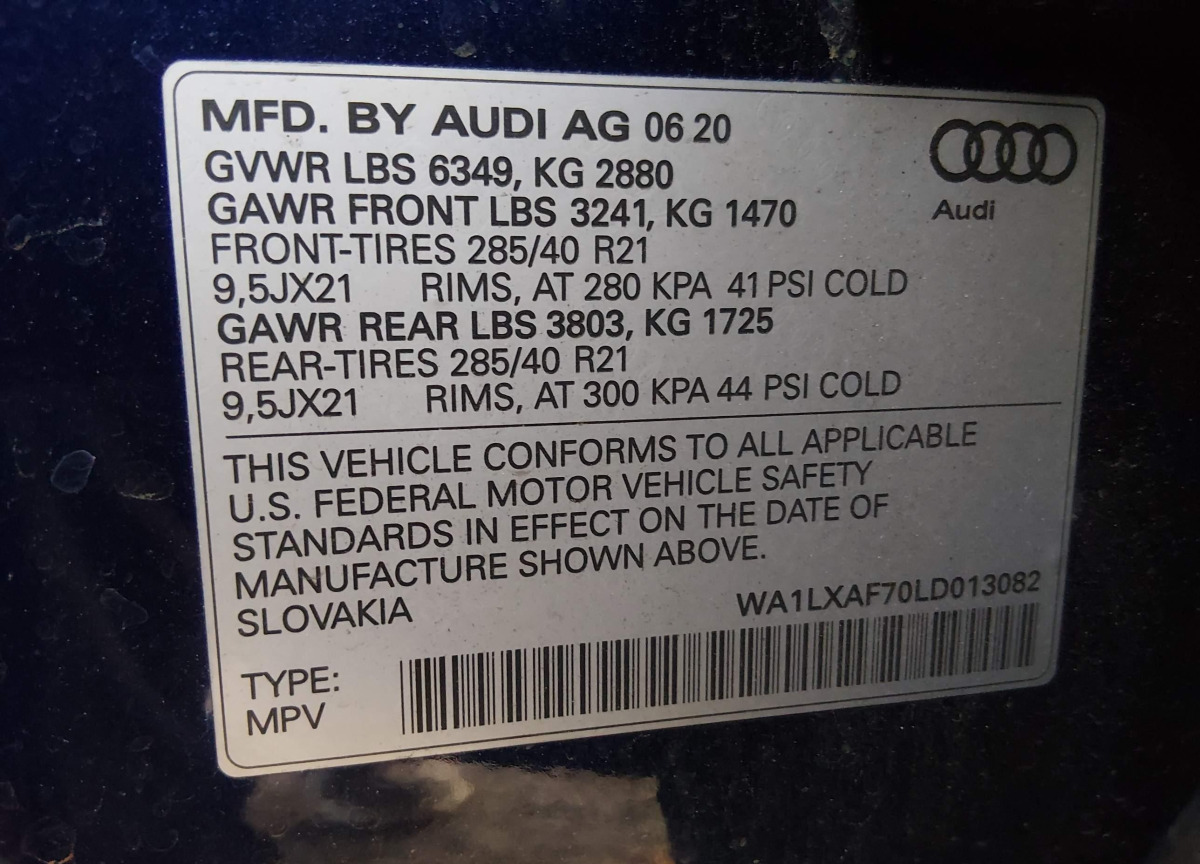 MFD. BY AUDI AG 06 20
GVWR LBS 6349, KG 2880
GAWR FRONT LBS 3241, KG 1470
FRONT-TIRES 285/40 R21
9,5JX21 RIMS, AT 280 KPA 41 PSI COLD
GAWR REAR LBS 3803, KG 1725
REAR-TIRES 285/40 R21
9,5JX21 RIMS, AT 300 KPA 44 PSI COLD
Audi
THIS VEHICLE CONFORMS TO ALL APPLICABLE
U.S. FEDERAL MOTOR VEHICLE SAFETY
STANDARDS IN EFFECT ON THE DATE OF
MANUFACTURE SHOWN ABOVE.
SLOVAKIA
WA1LXAF70LD013082
TYPE:
MPV